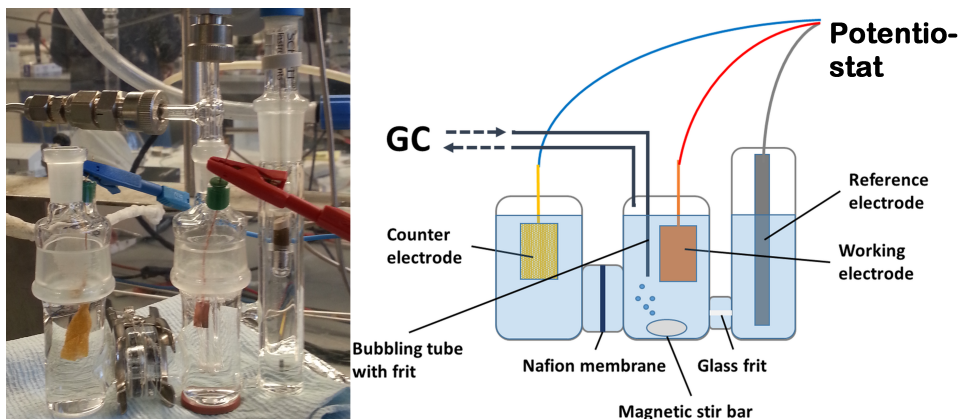 Potentio-
stat
GC
Reference
electrode
Counter
electrode
Working
electrode
Bubbling tube
with frit
Nafion membrane
Glass frit
Magnetic stir bar